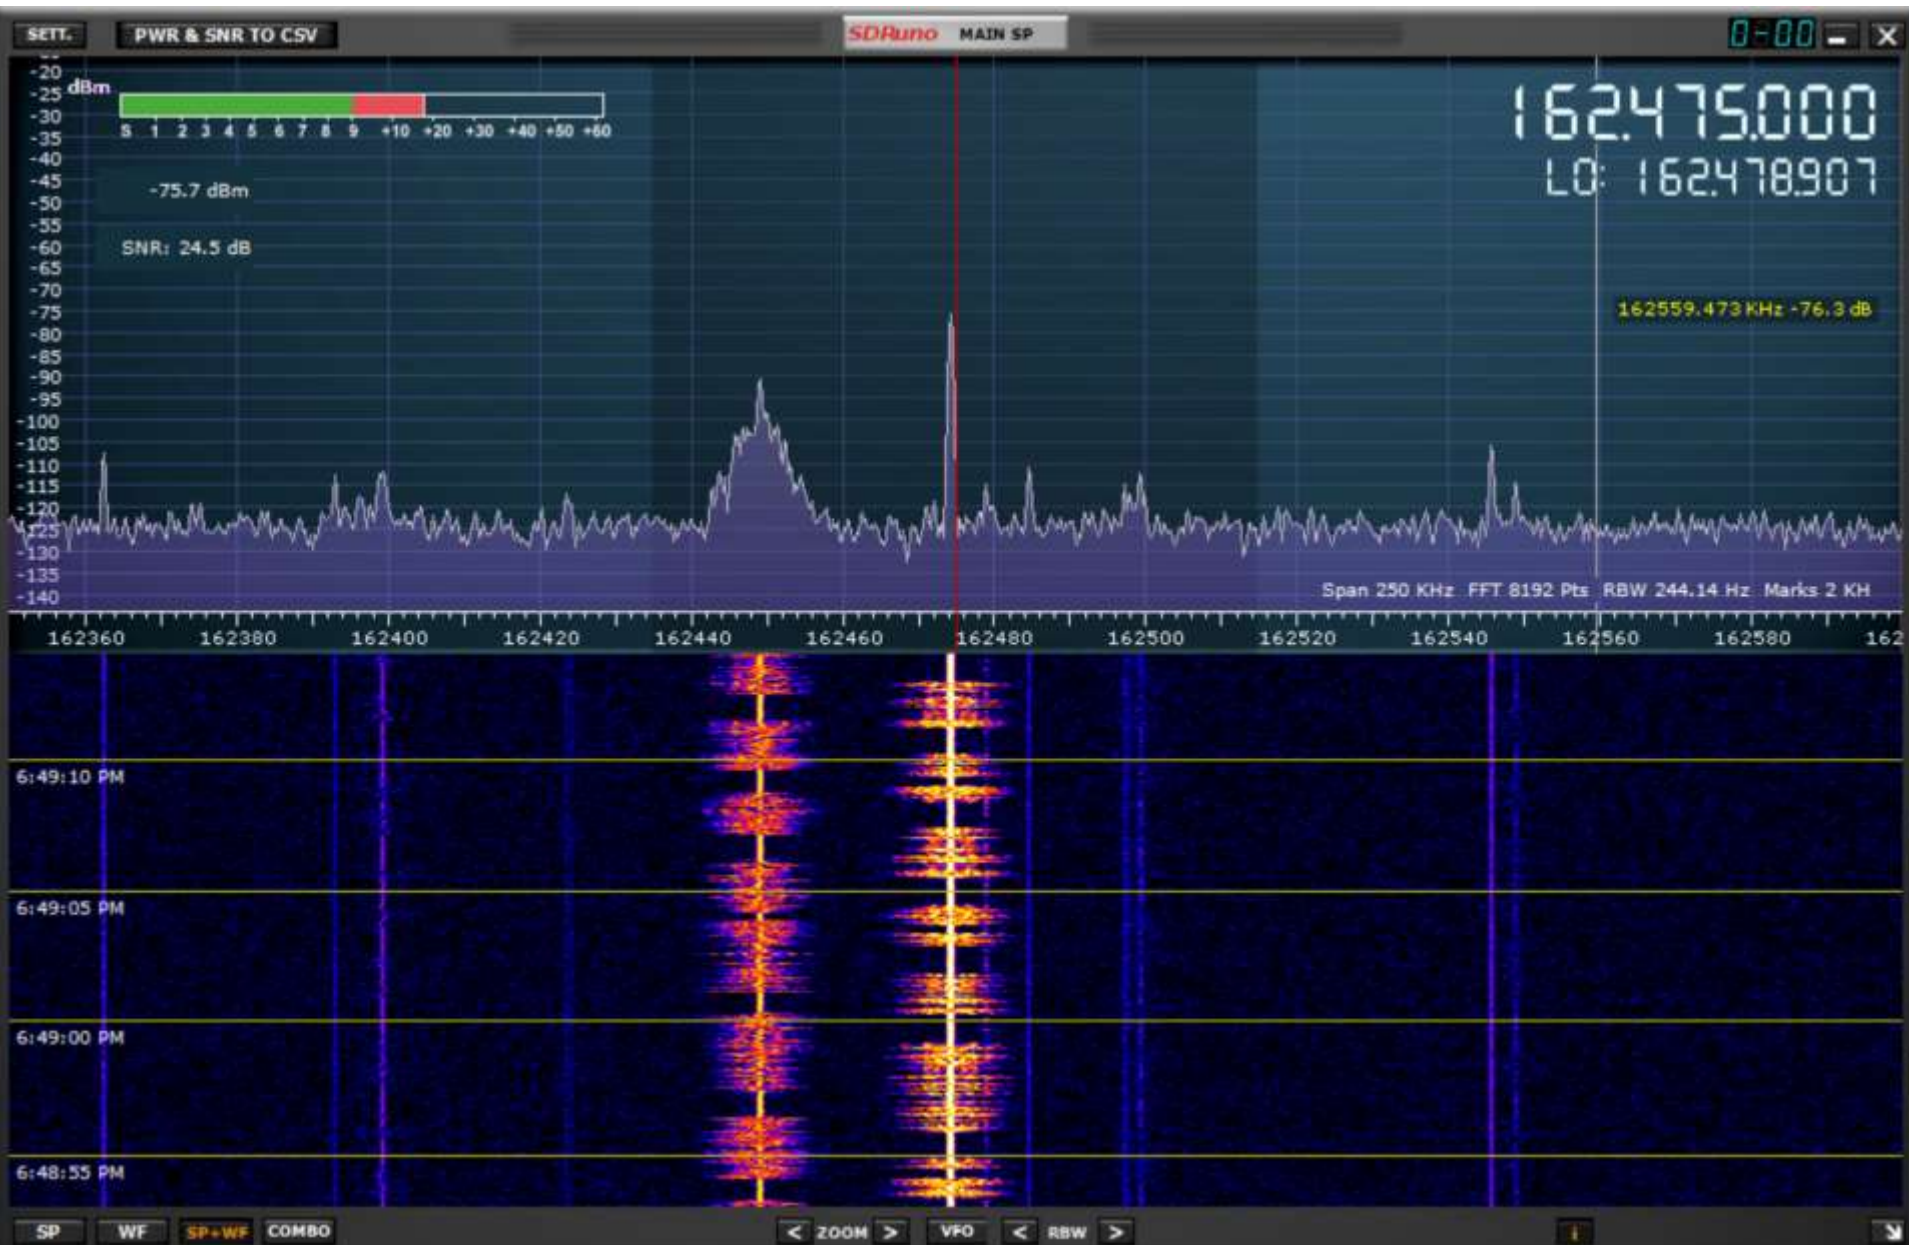 SETT. PWR & SNR TO CSV SDRuno MAIN SP 0-00
-20
-25 dBm
-30
S 1 2 3 4 5 6 7 8 9 +10 +20 +30 +40 +50 +60
162.475.000
-35
-40
-45
LO: 162.478.907
-75.7 dBm
-50
-55
-60
SNR: 24.5 dB
-65
-70
-75
162559.473 KHz -76.3 dB
-80
-85
-90
-95
-100
-105
-110
-115
-120
-125
-130
-135
-140
Span 250 KHz FFT 8192 Pts RBW 244.14 Hz Marks 2 KH
162360 162380 162400 162420 162440 162460 162480 162500 162520 162540 162560 162580 162
6:49:10 PM
6:49:05 PM
6:49:00 PM
6:48:55 PM
SP WF SP+WF COMBO < ZOOM > VFO < RBW > i